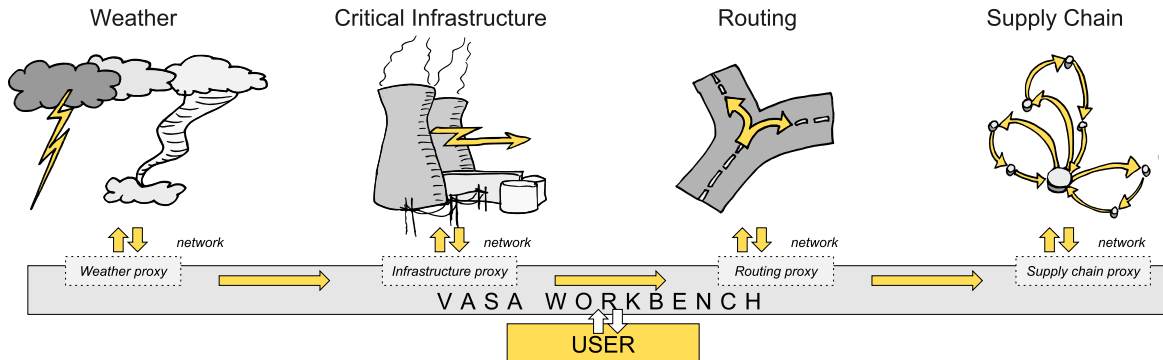 Weather
Critical Infrastructure
Routing
Supply Chain
network
network
network
network
Weather proxy
Infrastructure proxy
Routing proxy
Supply chain proxy
VASA WORKBENCH
USER